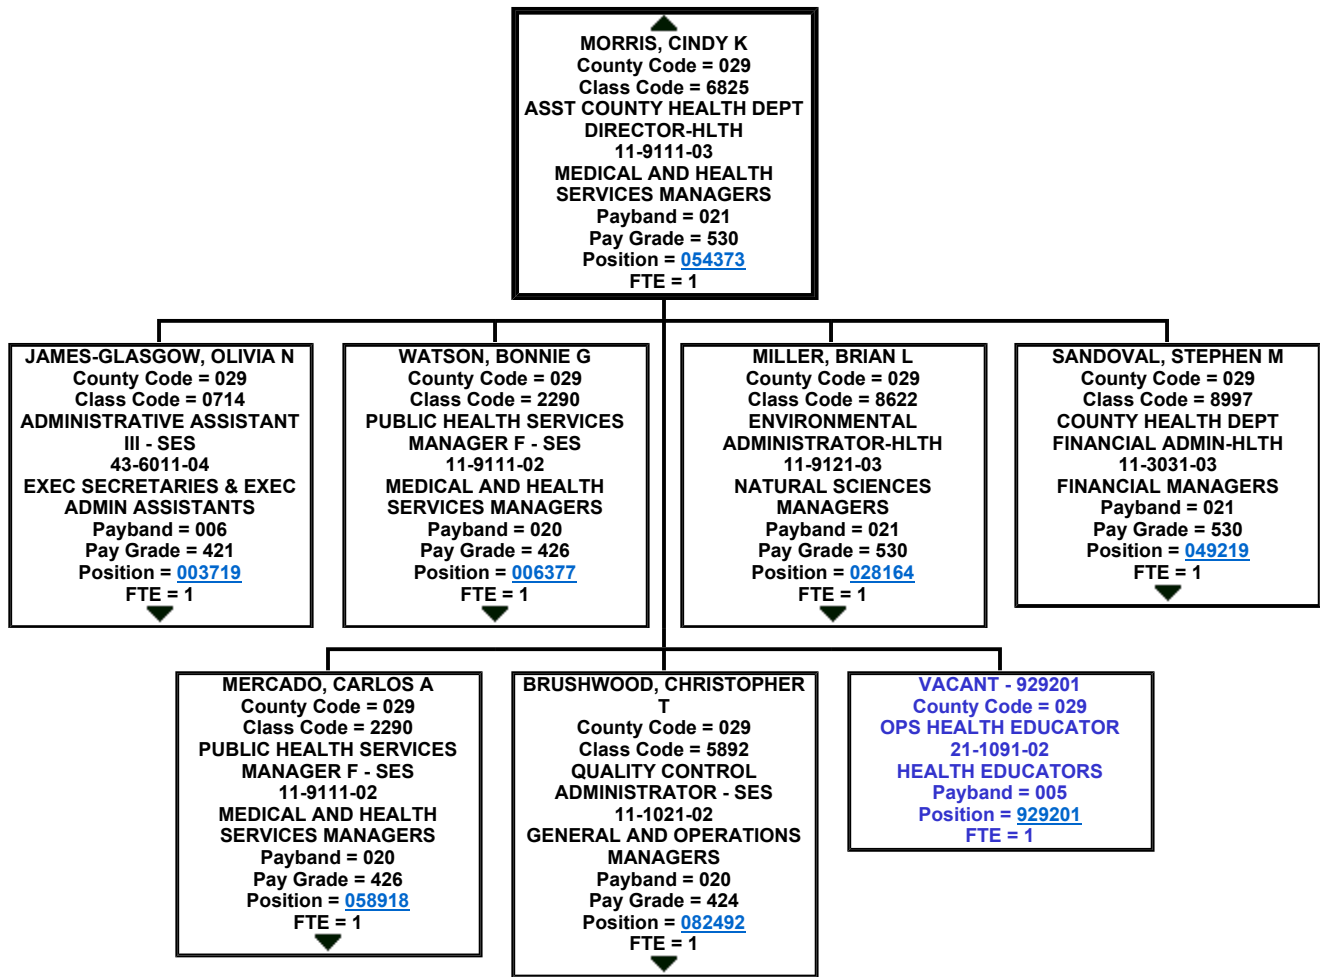 MORRIS, CINDY K
County Code = 029
Class Code = 6825
ASST COUNTY HEALTH DEPT
DIRECTOR-HLTH
11-9111-03
MEDICAL AND HEALTH
SERVICES MANAGERS
Payband = 021
Pay Grade = 530
Position = 054373
FTE = 1
JAMES-GLASGOW, OLIVIA N
County Code = 029
Class Code = 0714
ADMINISTRATIVE ASSISTANT
III - SES
43-6011-04
EXEC SECRETARIES & EXEC
ADMIN ASSISTANTS
Payband = 006
Pay Grade = 421
Position = 003719
FTE = 1
WATSON, BONNIE G
County Code = 029
Class Code = 2290
PUBLIC HEALTH SERVICES
MANAGER F - SES
11-9111-02
MEDICAL AND HEALTH
SERVICES MANAGERS
Payband = 020
Pay Grade = 426
Position = 006377
FTE = 1
MILLER, BRIAN L
County Code = 029
Class Code = 8622
ENVIRONMENTAL
ADMINISTRATOR-HLTH
11-9121-03
NATURAL SCIENCES
MANAGERS
Payband = 021
Pay Grade = 530
Position = 028164
FTE = 1
SANDOVAL, STEPHEN M
County Code = 029
Class Code = 8997
COUNTY HEALTH DEPT
FINANCIAL ADMIN-HLTH
11-3031-03
FINANCIAL MANAGERS
Payband = 021
Pay Grade = 530
Position = 049219
FTE = 1
MERCADO, CARLOS A
County Code = 029
Class Code = 2290
PUBLIC HEALTH SERVICES
MANAGER F - SES
11-9111-02
MEDICAL AND HEALTH
SERVICES MANAGERS
Payband = 020
Pay Grade = 426
Position = 058918
FTE = 1
BRUSHWOOD, CHRISTOPHER
T
County Code = 029
Class Code = 5892
QUALITY CONTROL
ADMINISTRATOR - SES
11-1021-02
GENERAL AND OPERATIONS
MANAGERS
Payband = 020
Pay Grade = 424
Position = 082492
FTE = 1
VACANT - 929201
County Code = 029
OPS HEALTH EDUCATOR
21-1091-02
HEALTH EDUCATORS
Payband = 005
Position = 929201
FTE = 1